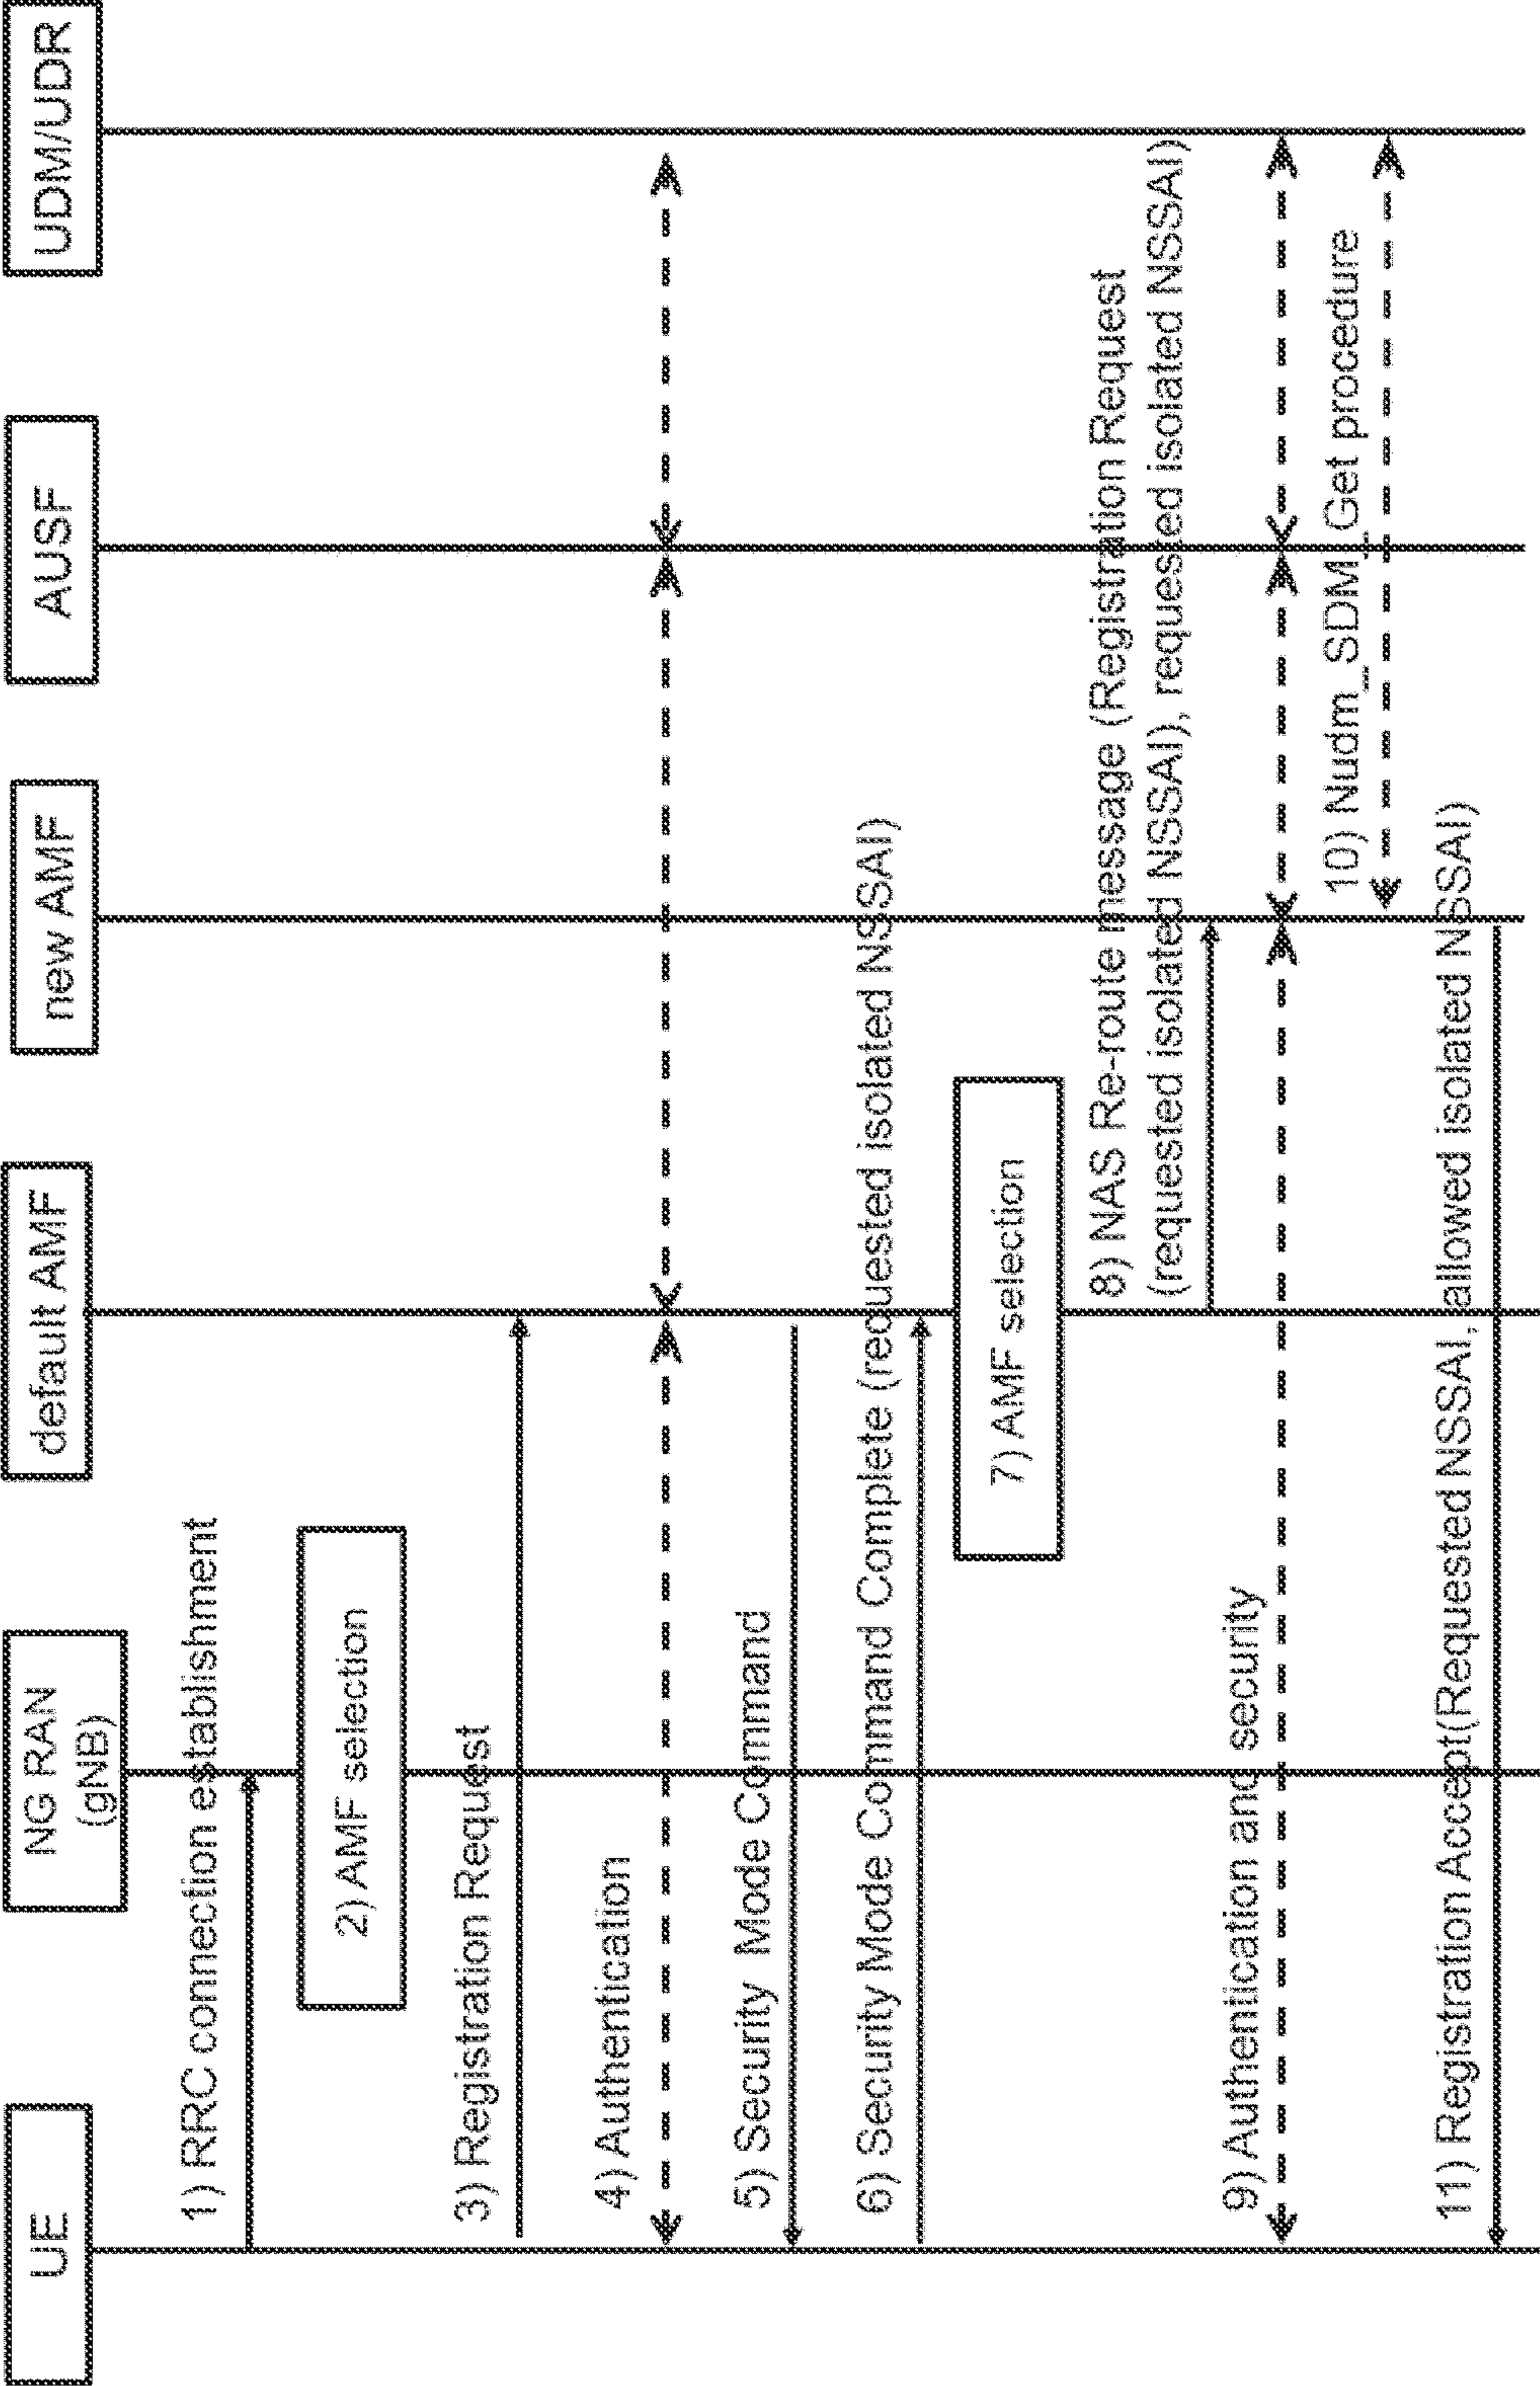 UE
NG RAN
(gNB)
default AMF
new AMF
AUSF
UDM/UDR
1) RRC connection establishment
2) AMF selection
3) Registration Request
4) Authentication
5) Security Mode Command
6) Security Mode Command Complete (requested isolated NSSAI)
7) AMF selection
8) NAS Re-route message (Registration Request
(requested isolated NSSAI), requested isolated NSSAI)
9) Authentication and security
10) Nudm_SDM_Get procedure
11) Registration Accept(Requested NSSAI, allowed isolated NSSAI)